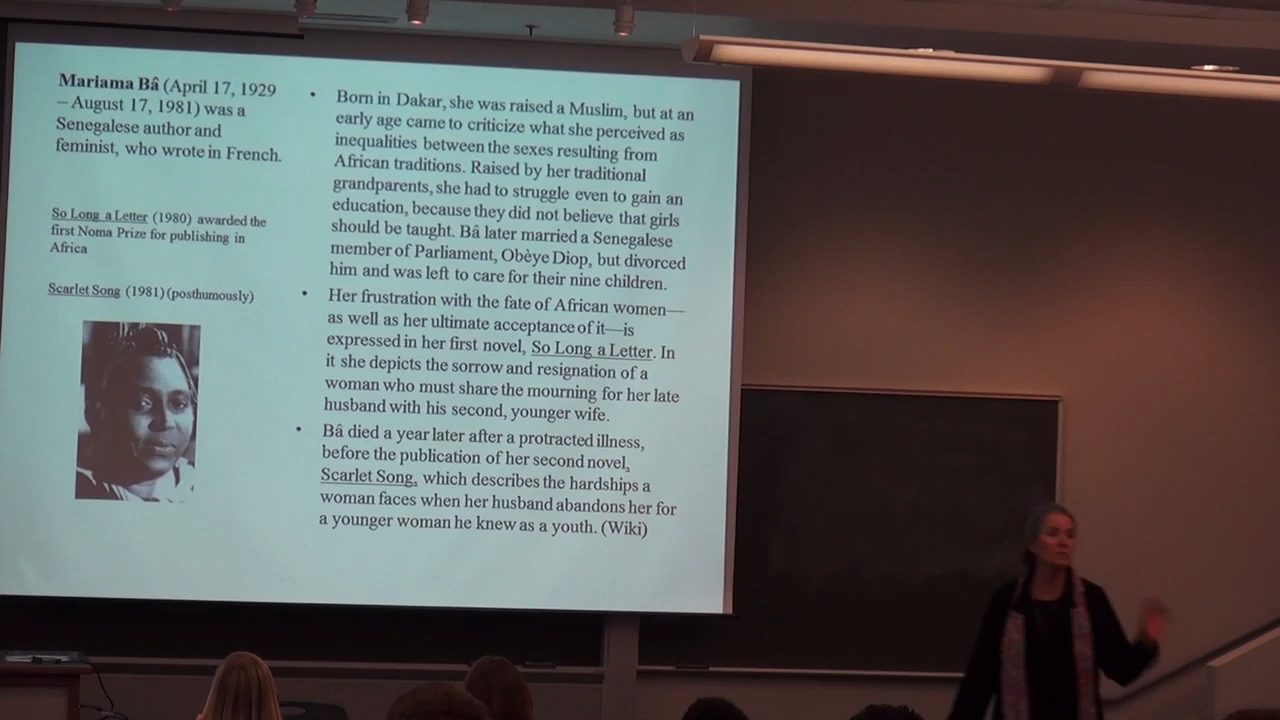 Mariama Bâ (April 17, 1929
– August 17, 1981) was a
Senegalese author and
feminist, who wrote in French.
So Long a Letter (1980) awarded the
first Noma Prize for publishing in
Africa
Scarlet Song (1981)(posthumously)
• Born in Dakar, she was raised a Muslim, but at an
early age came to criticize what she perceived as
inequalities between the sexes resulting from
African traditions. Raised by her traditional
grandparents, she had to struggle even to gain an
education, because they did not believe that girls
should be taught. Bâ later married a Senegalese
member of Parliament, Obèye Diop, but divorced
him and was left to care for their nine children.
• Her frustration with the fate of African women—
as well as her ultimate acceptance of it—is
expressed in her first novel, So Long a Letter. In
it she depicts the sorrow and resignation of a
woman who must share the mourning for her late
husband with his second, younger wife.
• Bâ died a year later after a protracted illness,
before the publication of her second novel,
Scarlet Song, which describes the hardships a
woman faces when her husband abandons her for
a younger woman he knew as a youth. (Wiki)